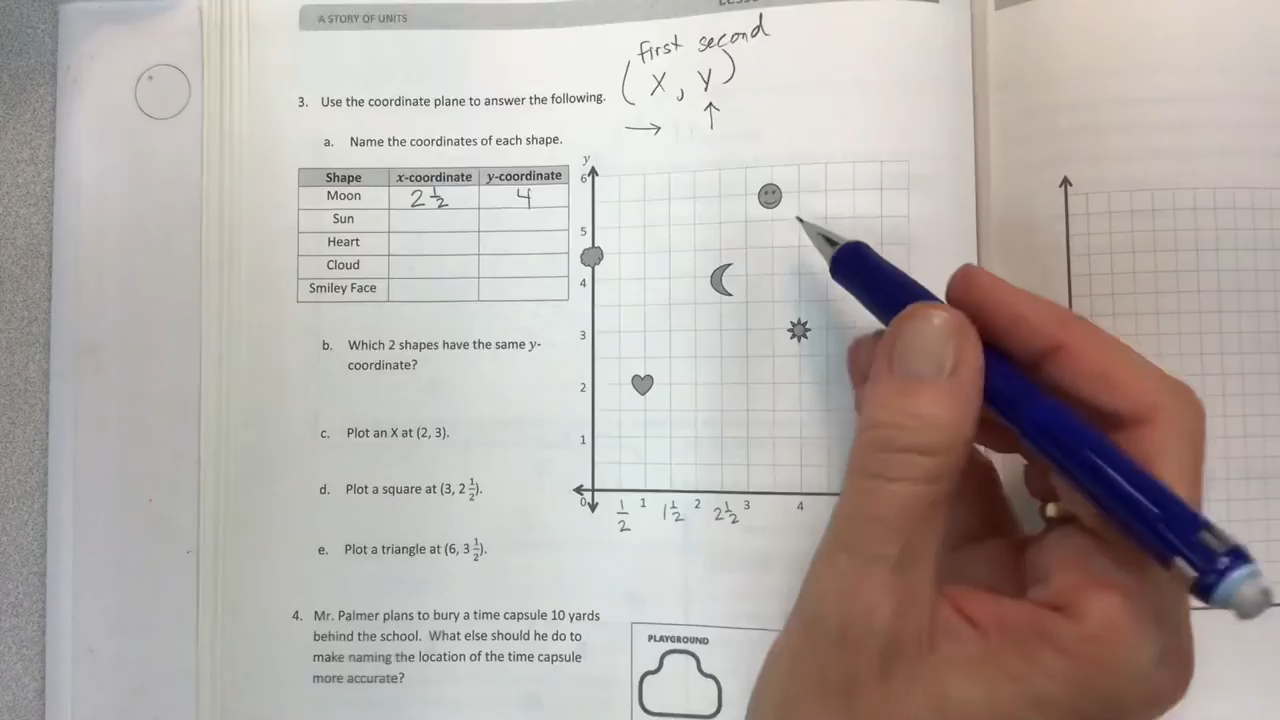 A STORY OF UNITS
first second
(x, y)
→ ↑
3. Use the coordinate plane to answer the following.
a. Name the coordinates of each shape.
Shape x-coordinate y-coordinate
Moon 2 1/2 4
Sun
Heart
Cloud
Smiley Face
y
6
5
4
3
2
1
0
1/2 1 1 1/2 2 2 1/2 3 4
b. Which 2 shapes have the same y-
coordinate?
c. Plot an X at (2, 3).
d. Plot a square at (3, 2 1/2).
e. Plot a triangle at (6, 3 1/2).
4. Mr. Palmer plans to bury a time capsule 10 yards
behind the school. What else should he do to
make naming the location of the time capsule
more accurate?
PLAYGROUND